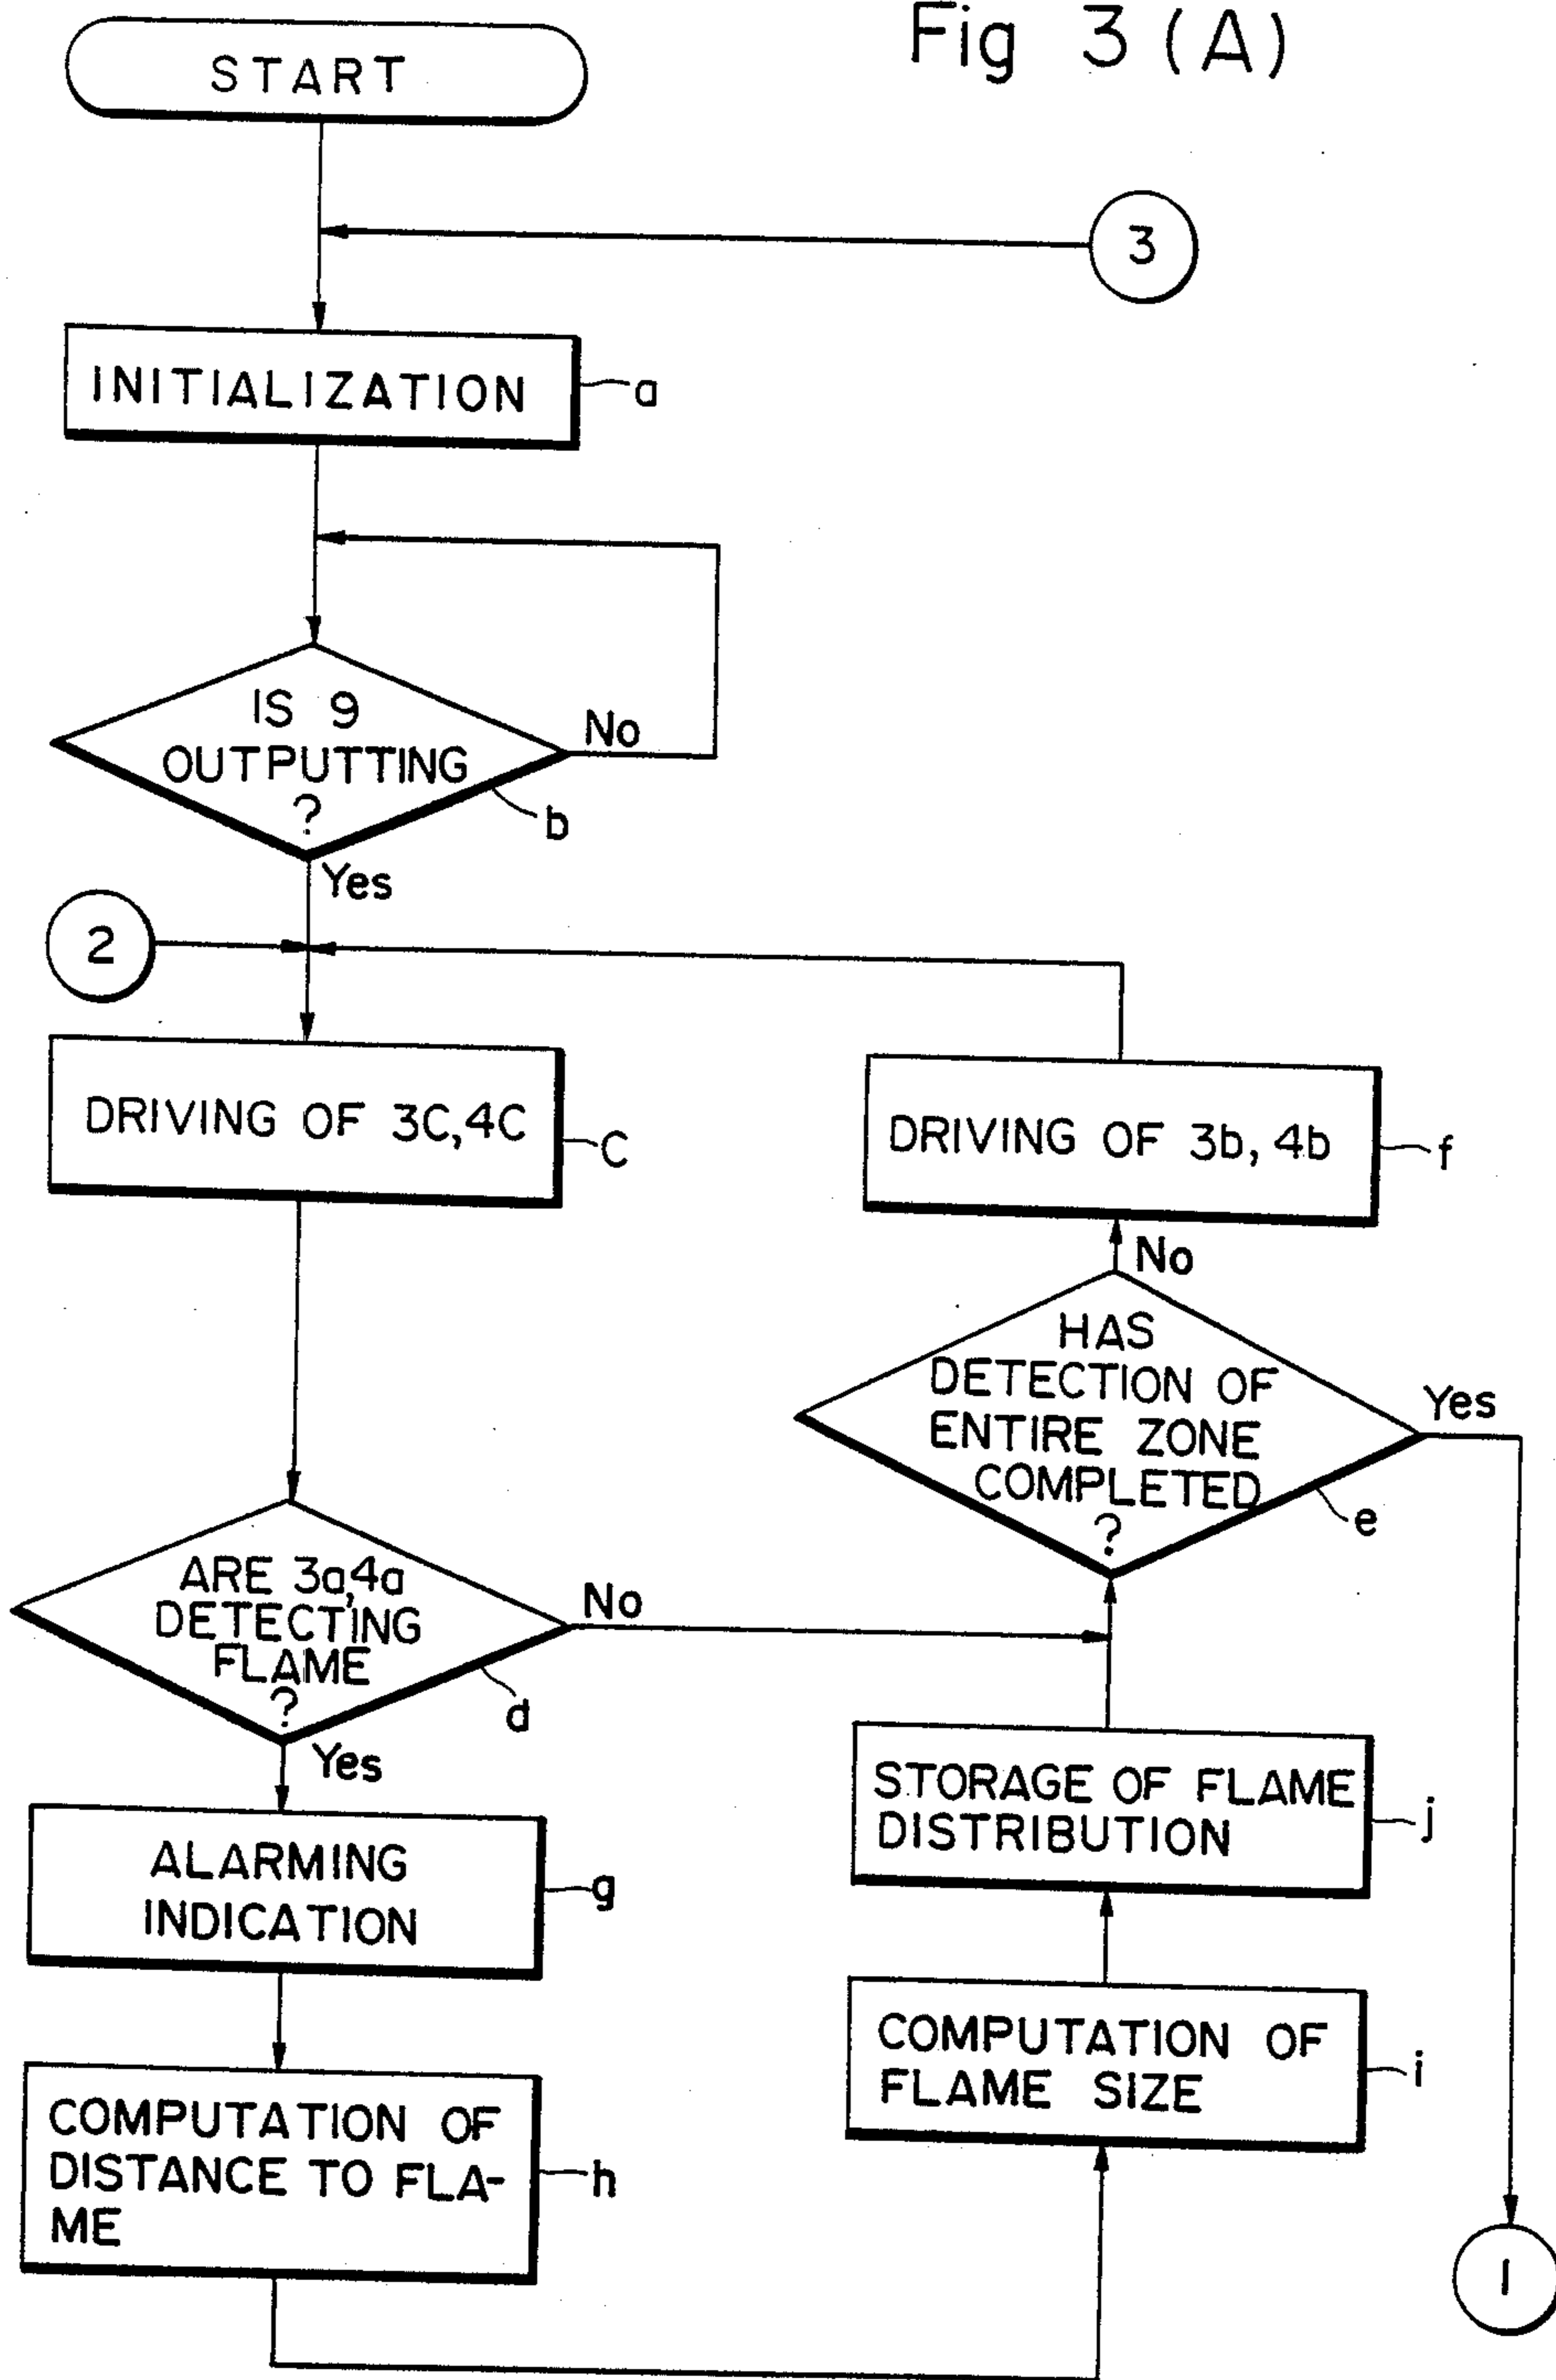 Fig 3 (A)
START
3
INITIALIZATION
a
IS 9
OUTPUTTING
?
No
b
Yes
2
DRIVING OF 3C,4C
C
DRIVING OF 3b, 4b
f
No
HAS
DETECTION OF
ENTIRE ZONE
COMPLETED
?
Yes
e
ARE 3a,4a
DETECTING
FLAME
?
No
d
Yes
ALARMING
INDICATION
g
COMPUTATION OF
DISTANCE TO FLA-
ME
h
STORAGE OF FLAME
DISTRIBUTION
j
COMPUTATION OF
FLAME SIZE
i
1